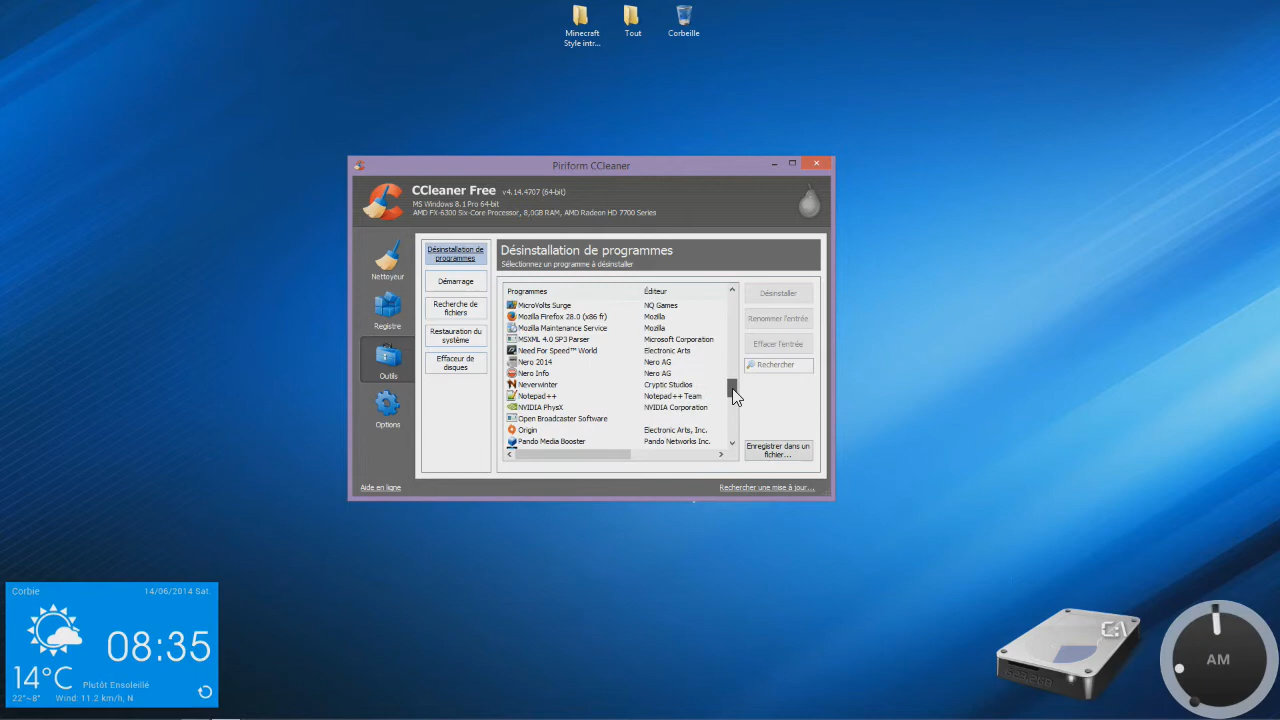 Minecraft
Style intr...
Tout
Corbeille
Piriform CCleaner
CCleaner Free v4.14.4707 (64-bit)
MS Windows 8.1 Pro 64-bit
AMD FX-6300 Six-Core Processor, 8,0GB RAM, AMD Radeon HD 7700 Series
Nettoyeur
Registre
Outils
Options
Désinstallation de
programmes
Démarrage
Recherche de
fichiers
Restauration du
système
Effaceur de
disques
Désinstallation de programmes
Sélectionnez un programme à désinstaller
Programmes Éditeur
MicroVolts Surge NQ Games
Mozilla Firefox 28.0 (x86 fr) Mozilla
Mozilla Maintenance Service Mozilla
MSXML 4.0 SP3 Parser Microsoft Corporation
Need For Speed™ World Electronic Arts
Nero 2014 Nero AG
Nero Info Nero AG
Neverwinter Cryptic Studios
Notepad++ Notepad++ Team
NVIDIA PhysX NVIDIA Corporation
Open Broadcaster Software
Origin Electronic Arts, Inc.
Pando Media Booster Pando Networks Inc.
Désinstaller
Renommer l'entrée
Effacer l'entrée
Rechercher
Enregistrer dans un
fichier...
Aide en ligne
Rechercher une mise à jour...
Corbie 14/06/2014 Sat.
08:35
14°C Plutôt Ensoleillé
22°~8° Wind: 11.2 km/h, N
C:\
AM